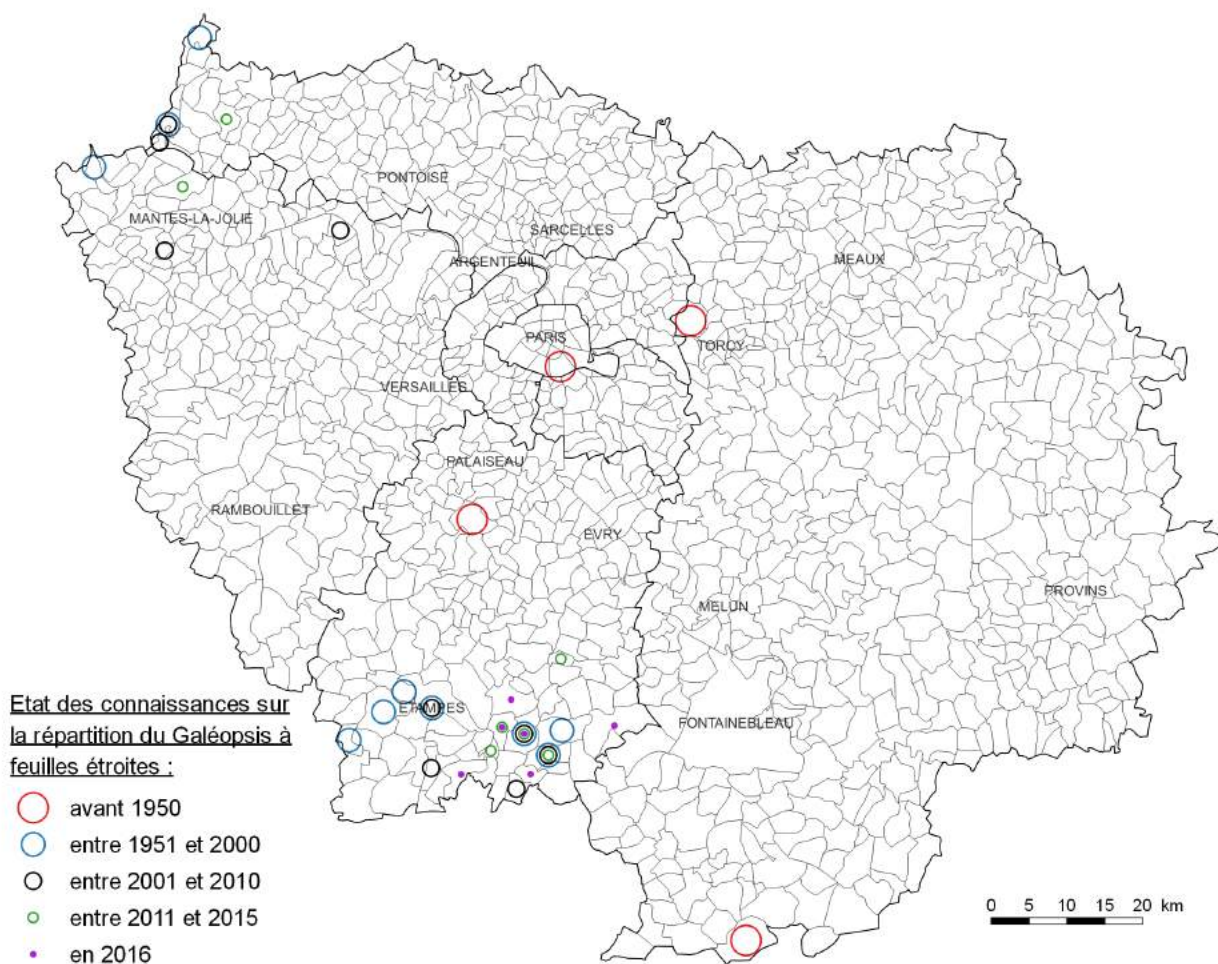 PONTOISE
MANTES-LA-JOLIE
SARCELLES
ARGENTEUIL
MEAUX
PARIS
TORCY
VERSAILLES
PALAISEAU
RAMBOUILLET
EVRY
PROVINS
MELUN
ETAMPES
FONTAINEBLEAU
Etat des connaissances sur
la répartition du Galéopsis à
feuilles étroites :
avant 1950
entre 1951 et 2000
entre 2001 et 2010
entre 2011 et 2015
en 2016
0 5 10 15 20 km